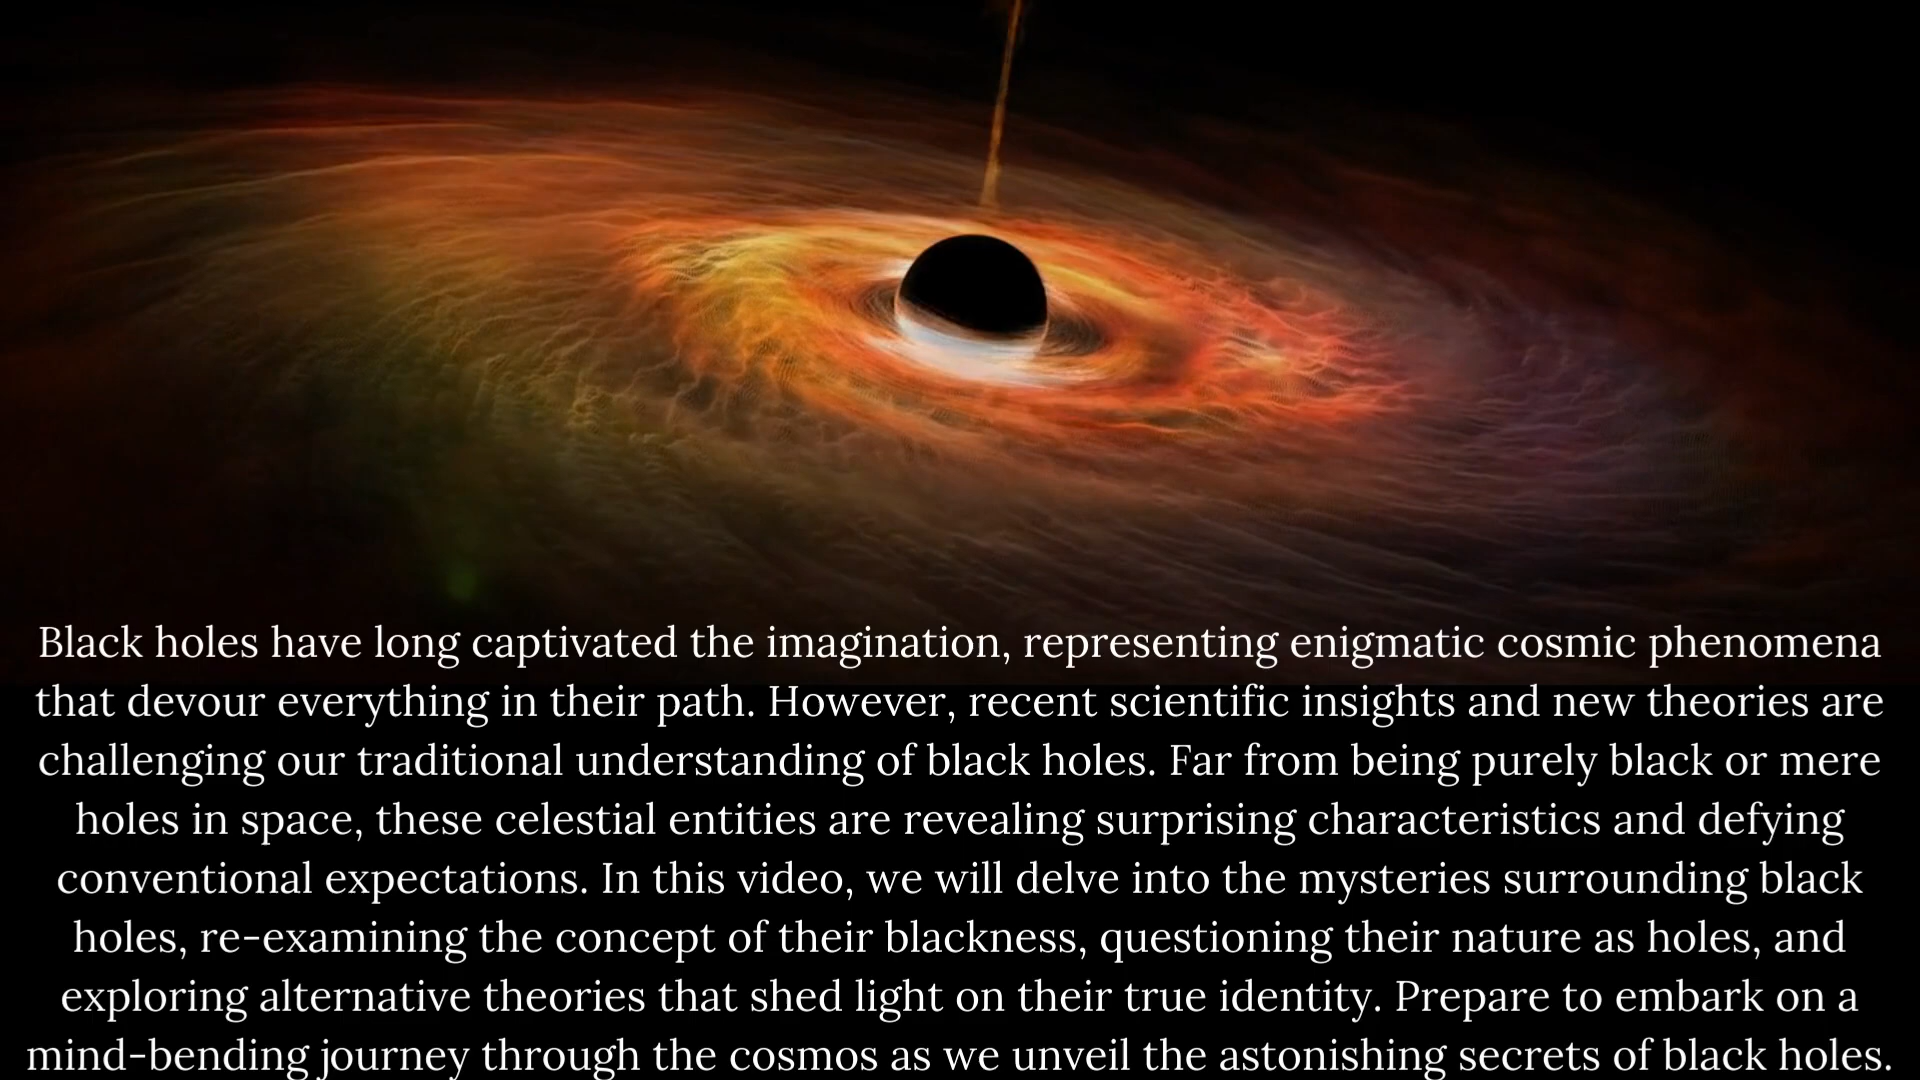 Black holes have long captivated the imagination, representing enigmatic cosmic phenomena
that devour everything in their path. However, recent scientific insights and new theories are
challenging our traditional understanding of black holes. Far from being purely black or mere
holes in space, these celestial entities are revealing surprising characteristics and defying
conventional expectations. In this video, we will delve into the mysteries surrounding black
holes, re-examining the concept of their blackness, questioning their nature as holes, and
exploring alternative theories that shed light on their true identity. Prepare to embark on a
mind-bending journey through the cosmos as we unveil the astonishing secrets of black holes.